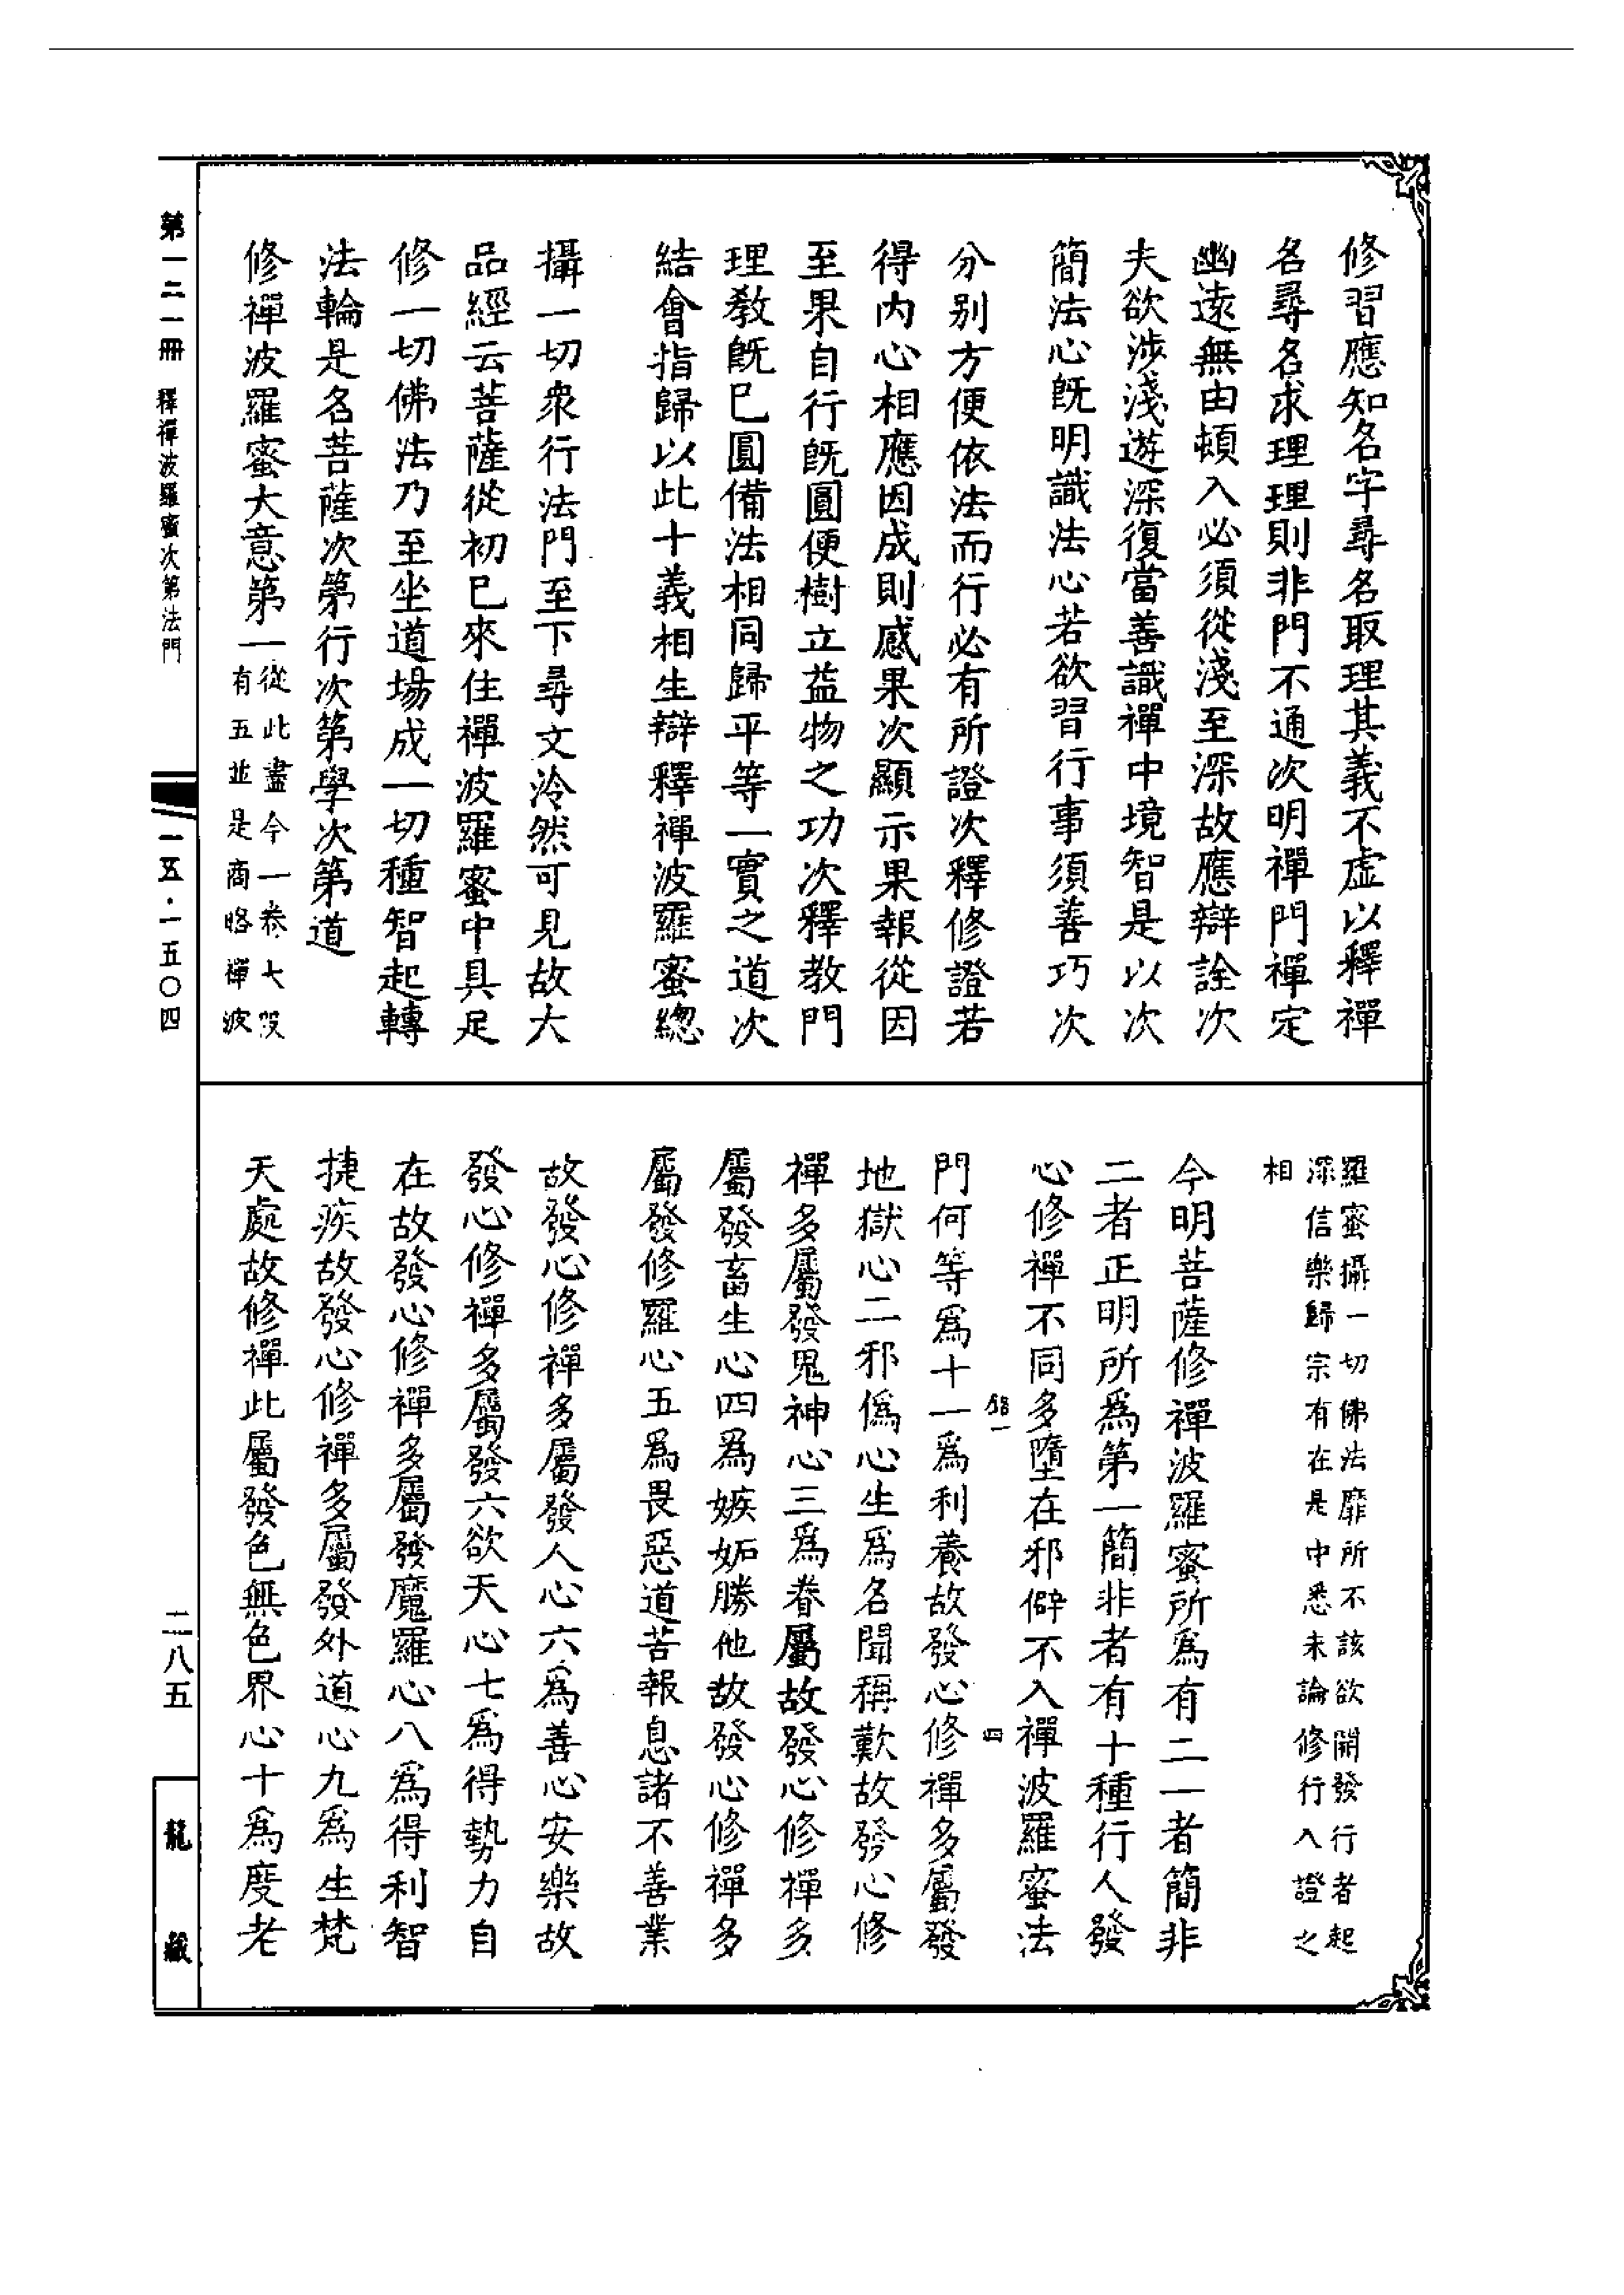 修習應知名字尋名取理其義不虛以釋禪
名尋名求理理則非門不通次明禪門禪定
幽遠無由頓入必須從淺至深故應辯詮次
夫欲涉淺遊深復當善識禪中境智是以次
簡法心旣明識法心若欲習行事須善巧次
分別方便依法而行必有所證次釋修證若
得內心相應因成則感果次顯示果報從因
至果自行旣圓便樹立益物之功次釋教門
理教旣已圓備法相同歸平等一實之道次
結會指歸以此十義相生辯釋禪波羅蜜總
攝一切衆行法門至下尋文泠然可見故大
品經云菩薩從初已來住禪波羅蜜中具足
修一切佛法乃至坐道場成一切種智起轉
法輪是名菩薩次第行次第學次第道
修禪波羅蜜大意第一
從此盡今一卷大段
有五並是商略禪波
羅蜜攝一切佛法靡所不該欲開發行者起
深信樂歸宗有在是中悉未論修行入證之
相
今明菩薩修禪波羅蜜所爲有二一者簡非
二者正明所爲第一簡非者有十種行人發
心修禪不同多墮在邪僻不入禪波羅蜜法
門何等爲十一爲利養故發心修禪多屬發
地獄心二邪僞心生爲名聞稱歎故發心修
禪多屬發鬼神心三爲眷屬故發心修禪多
屬發畜生心四爲嫉妬勝他故發心修禪多
屬發修羅心五爲畏惡道苦報息諸不善業
故發心修禪多屬發人心六爲善心安樂故
發心修禪多屬發六欲天心七爲得勢力自
在故發心修禪多屬發魔羅心八爲得利智
捷疾故發心修禪多屬發外道心九爲生梵
天處故修禪此屬發色無色界心十爲度老
第一二一冊 釋禪波羅蜜次第法門
一五·一五〇四
二八五
龍藏